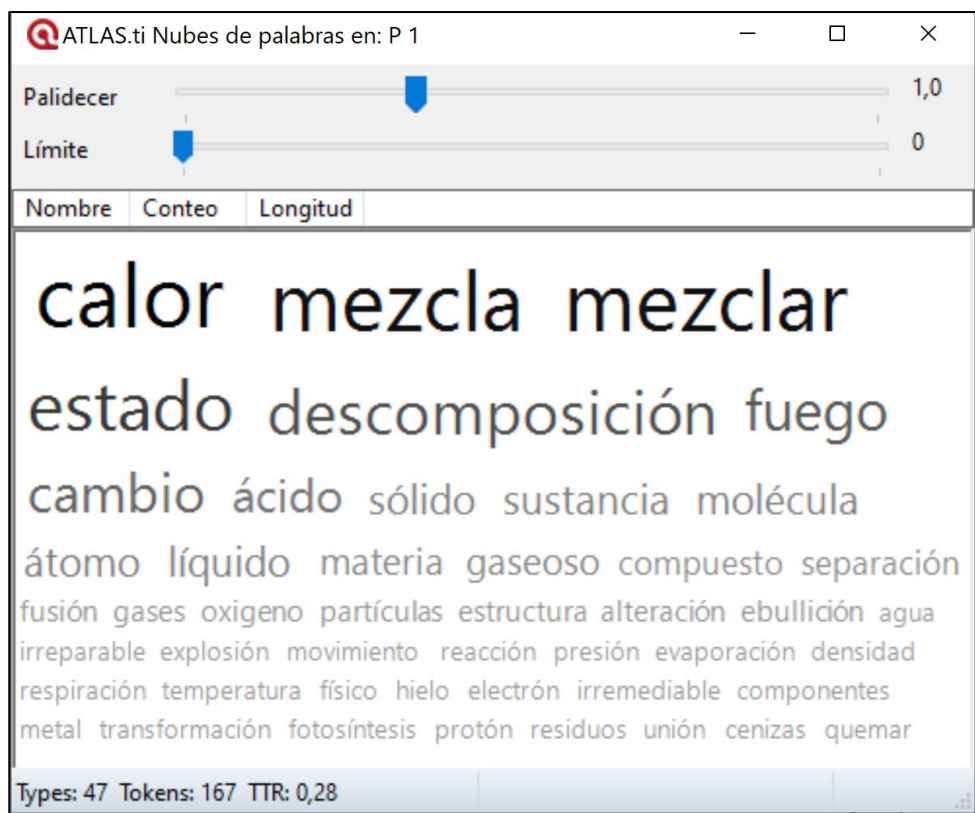 ATLAS.ti Nubes de palabras en: P 1
Palidecer 1,0
Límite 0
Nombre Conteo Longitud
calor mezcla mezclar
estado descomposición fuego
cambio ácido sólido sustancia molécula
átomo líquido materia gaseoso compuesto separación
fusión gases oxigeno partículas estructura alteración ebullición agua
irreparable explosión movimiento reacción presión evaporación densidad
respiración temperatura físico hielo electrón irremediable componentes
metal transformación fotosíntesis protón residuos unión cenizas quemar
Types: 47 Tokens: 167 TTR: 0,28